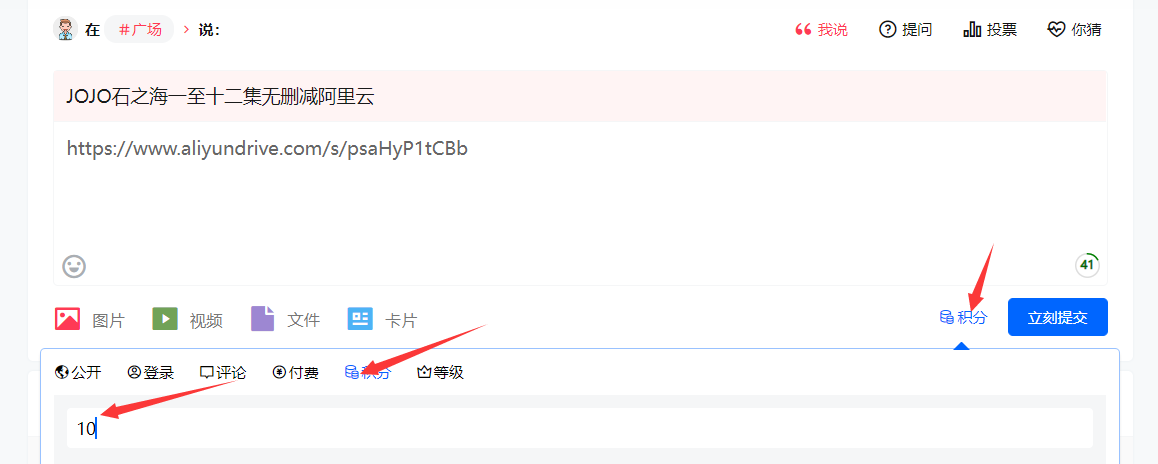 在 #广场 > 说： 我说 提问 投票 你猜
JOJO石之海一至十二集无删减阿里云
https://www.aliyundrive.com/s/psaHyP1tCBb
41
图片 视频 文件 卡片 积分 立刻提交
公开 登录 评论 付费 积分 等级
10